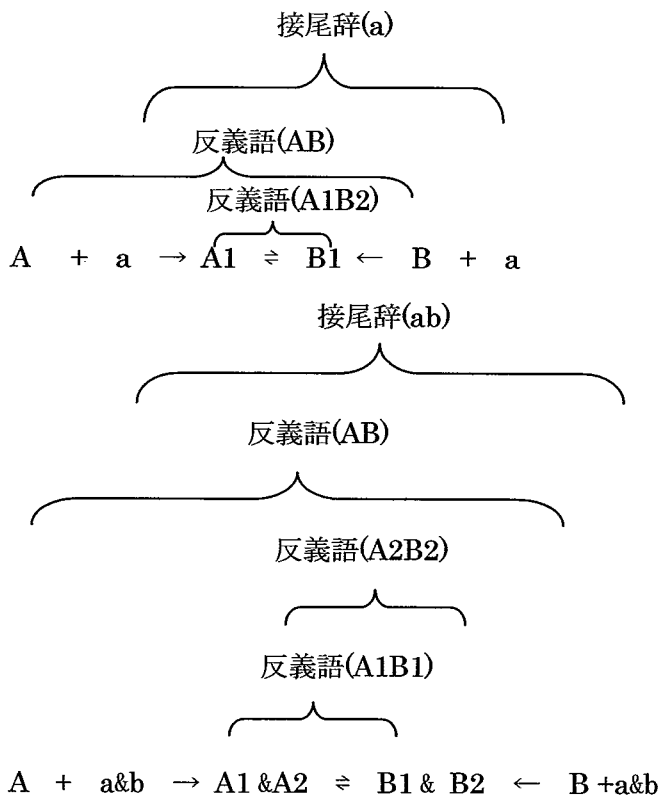 接尾辞(a)
反義語(AB)
反義語(A1B2)
A + a → A1 ⇌ B1 ← B + a
接尾辞(ab)
反義語(AB)
反義語(A2B2)
反義語(A1B1)
A + a&b → A1 &A2 ⇌ B1 & B2 ← B +a&b